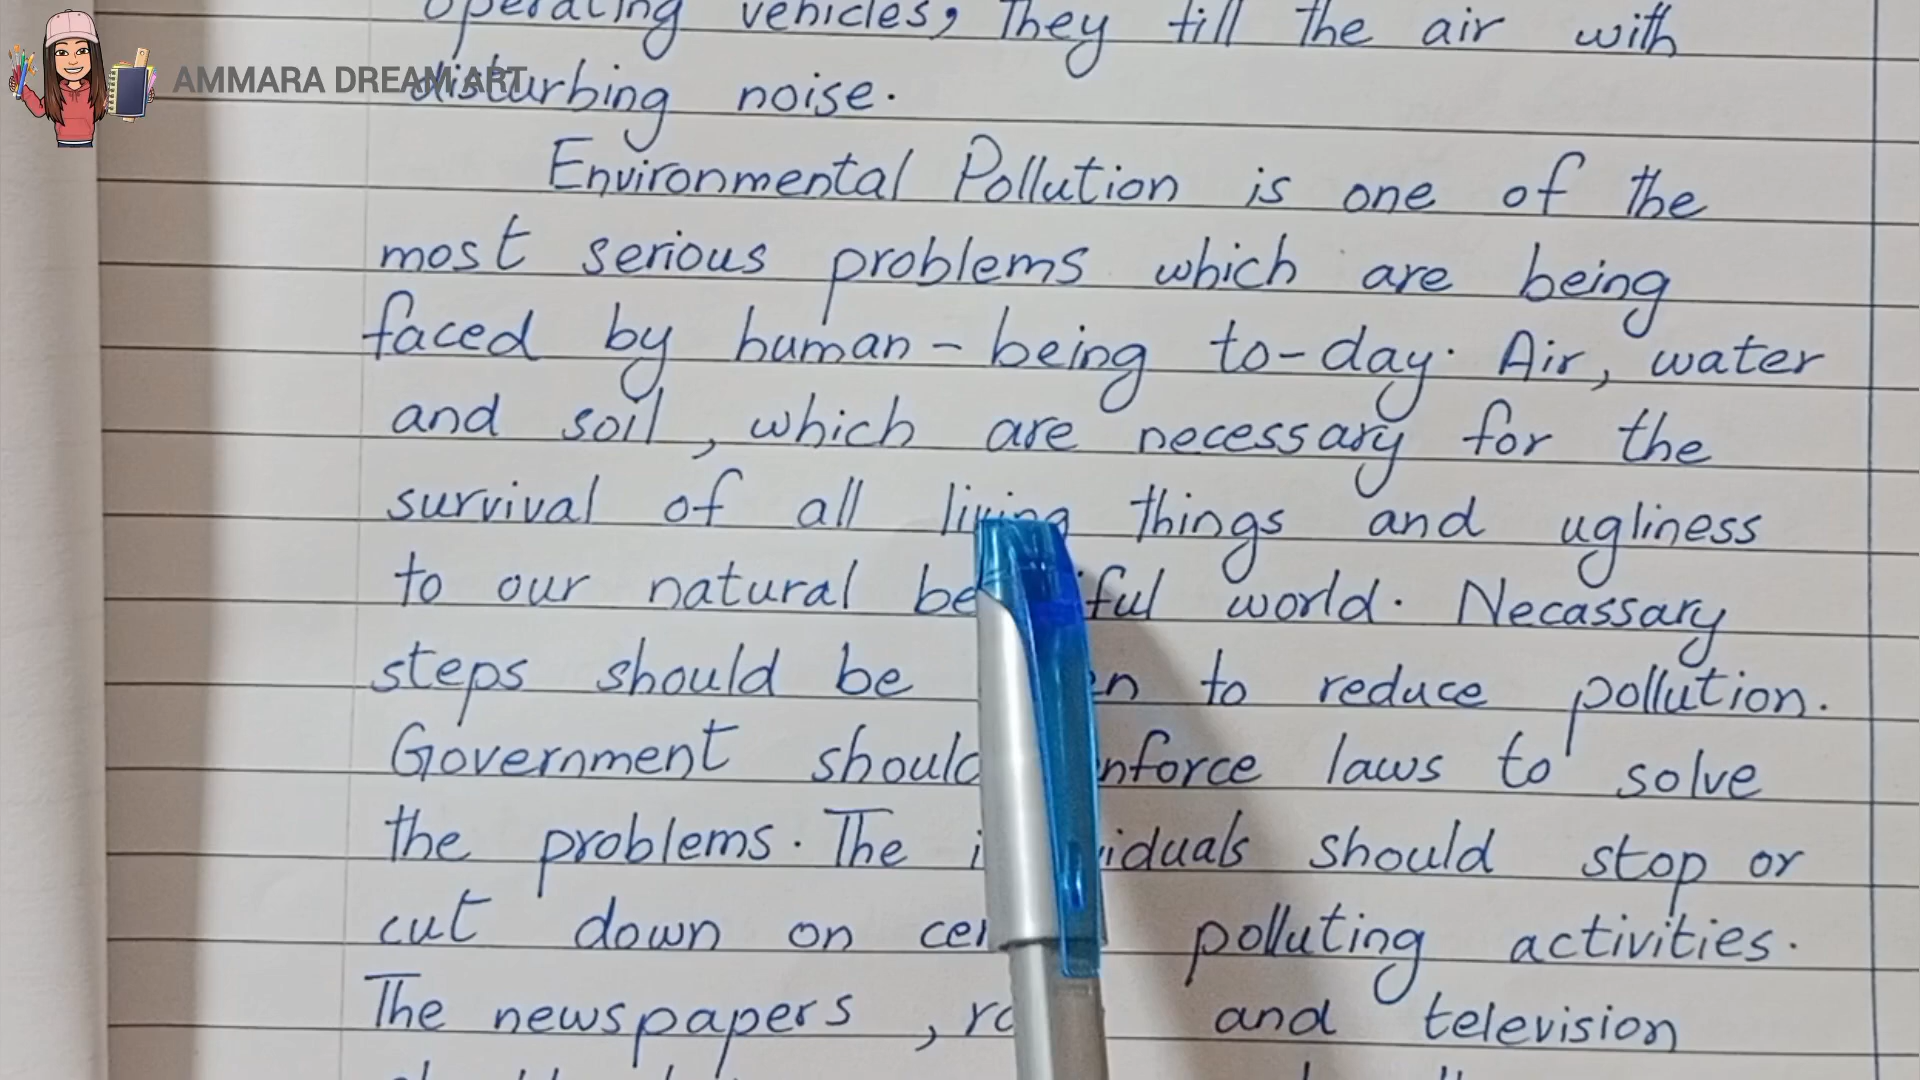 AMMARA DREAM ART
operating vehicles, They fill the air with
disturbing noise.
Environmental Pollution is one of the
most serious problems which are being
faced by human-being to-day. Air, water
and soil, which are necessary for the
survival of all living things and ugliness
to our natural world. Necassary
steps should be to reduce pollution.
Government should enforce laws to solve
the problems. The should stop or
cut down on polluting activities.
The newspapers, and television